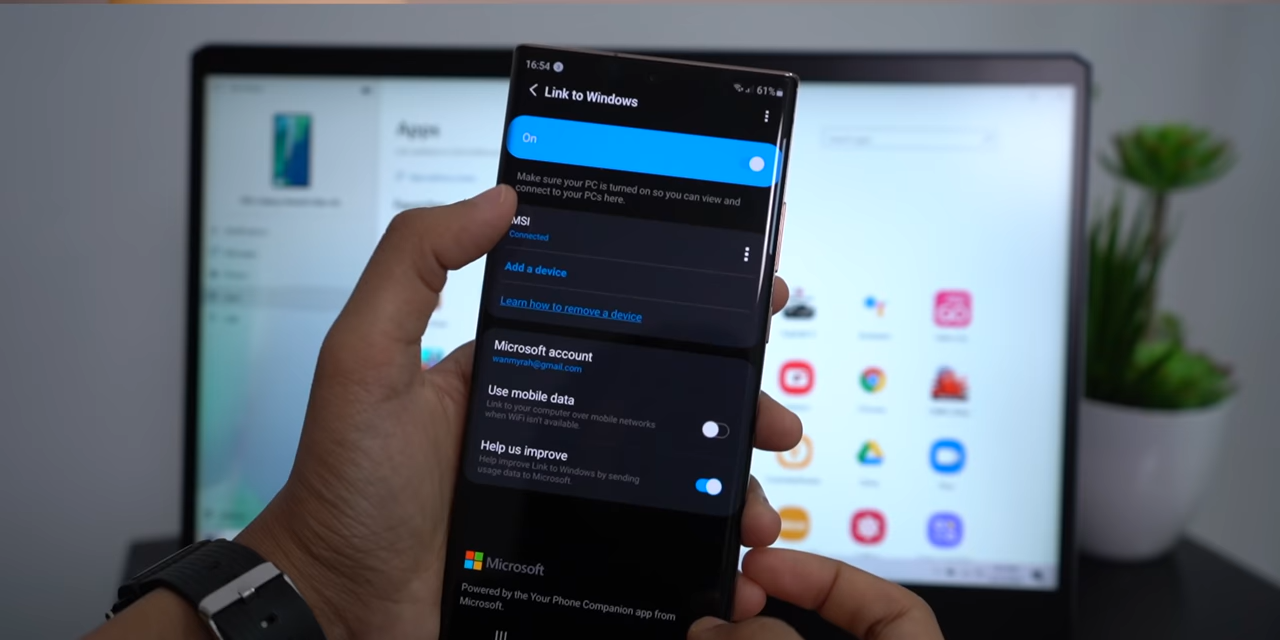 16:54
61%
Link to Windows
On
Make sure your PC is turned on so you can view and
connect to your PCs here.
MSI
Connected
Add a device
Learn how to remove a device
Microsoft account
wanmyrah@gmail.com
Use mobile data
Link to your computer over mobile networks
when WiFi isn't available.
Help us improve
Help improve Link to Windows by sending
usage data to Microsoft.
Microsoft
Powered by the Your Phone Companion app from
Microsoft.
Apps